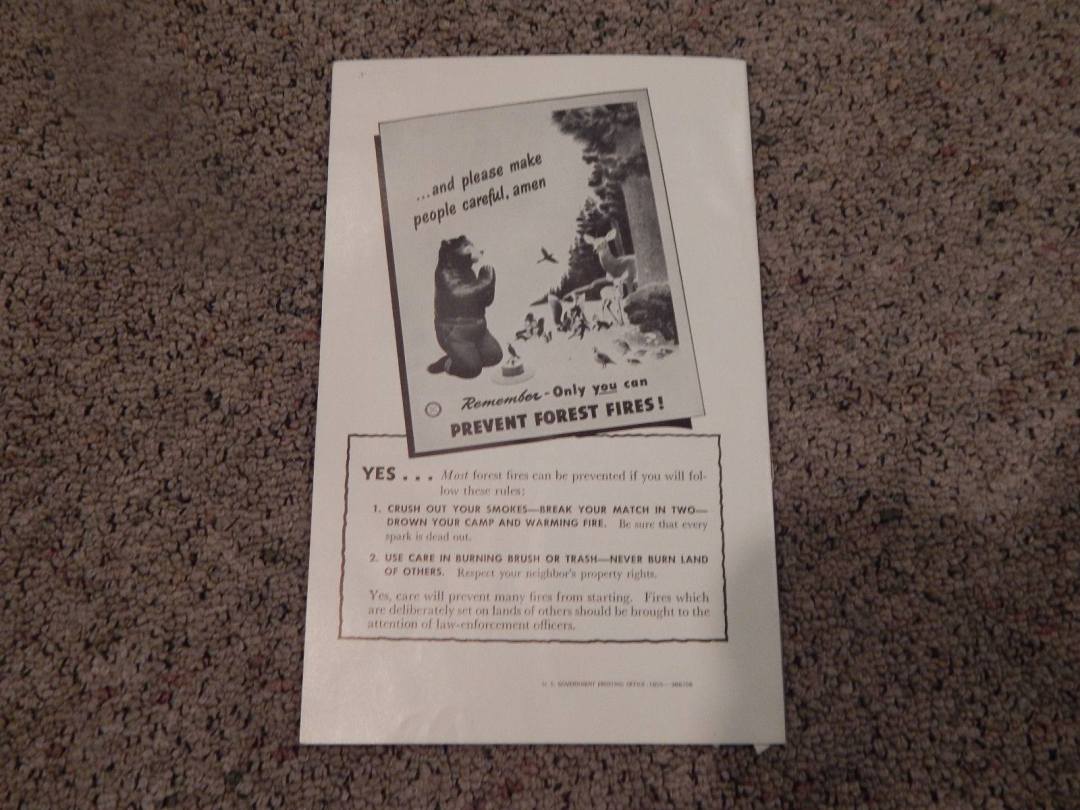 ...and please make
people careful, amen
Remember-Only you can
PREVENT FOREST FIRES!
YES . . . Most forest fires can be prevented if you will fol-
low these rules:
1. CRUSH OUT YOUR SMOKES—BREAK YOUR MATCH IN TWO—
DROWN YOUR CAMP AND WARMING FIRE. Be sure that every
spark is dead out.
2. USE CARE IN BURNING BRUSH OR TRASH—NEVER BURN LAND
OF OTHERS. Respect your neighbor's property rights.
Yes, care will prevent many fires from starting. Fires which
are deliberately set on lands of others should be brought to the
attention of law-enforcement officers.
U. S. GOVERNMENT PRINTING OFFICE